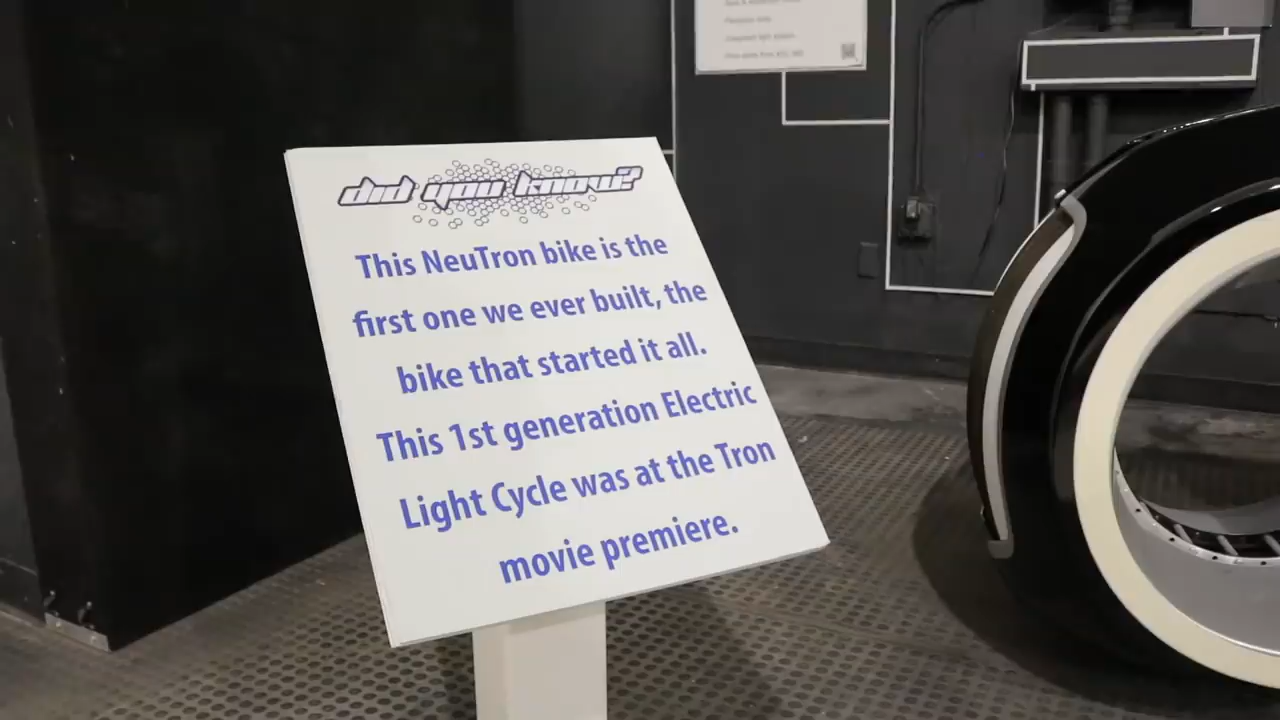 did you know?
This NeuTron bike is the
first one we ever built, the
bike that started it all.
This 1st generation Electric
Light Cycle was at the Tron
movie premiere.